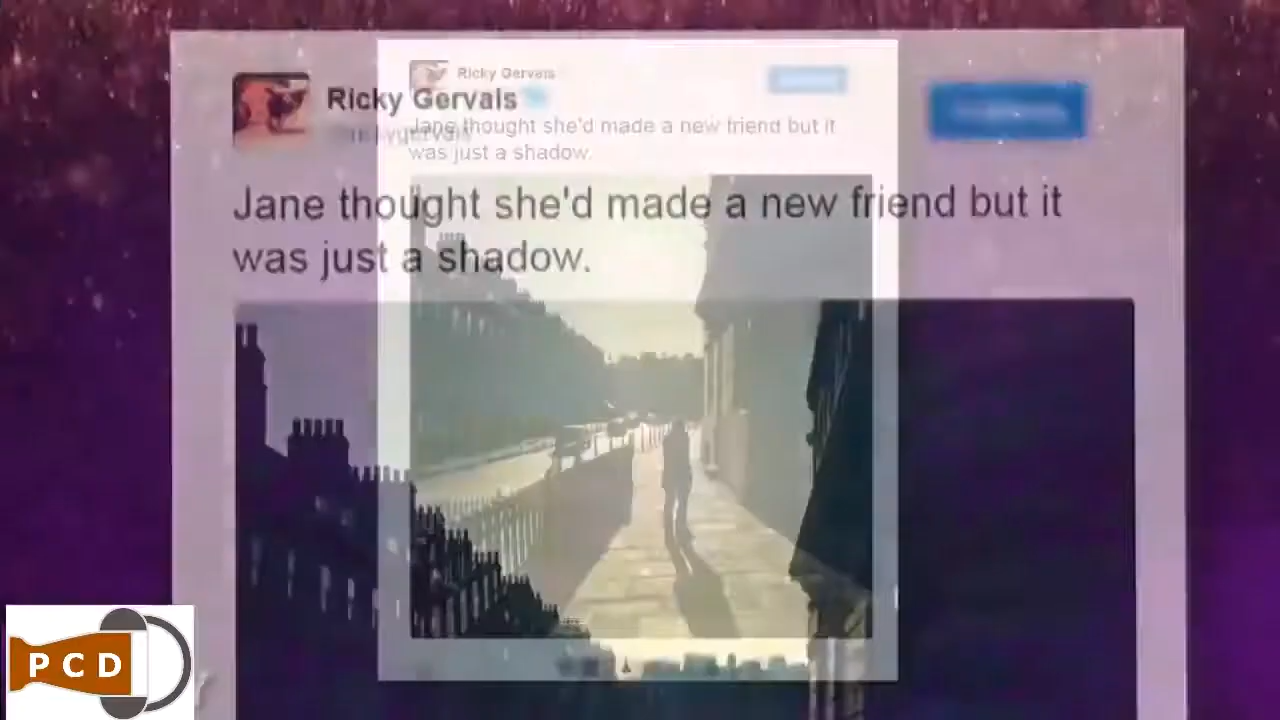 Ricky Gervais
Ricky Gervais
Jane thought she'd made a new friend but it
was just a shadow.
Jane thought she'd made a new friend but it
was just a shadow.
PCD